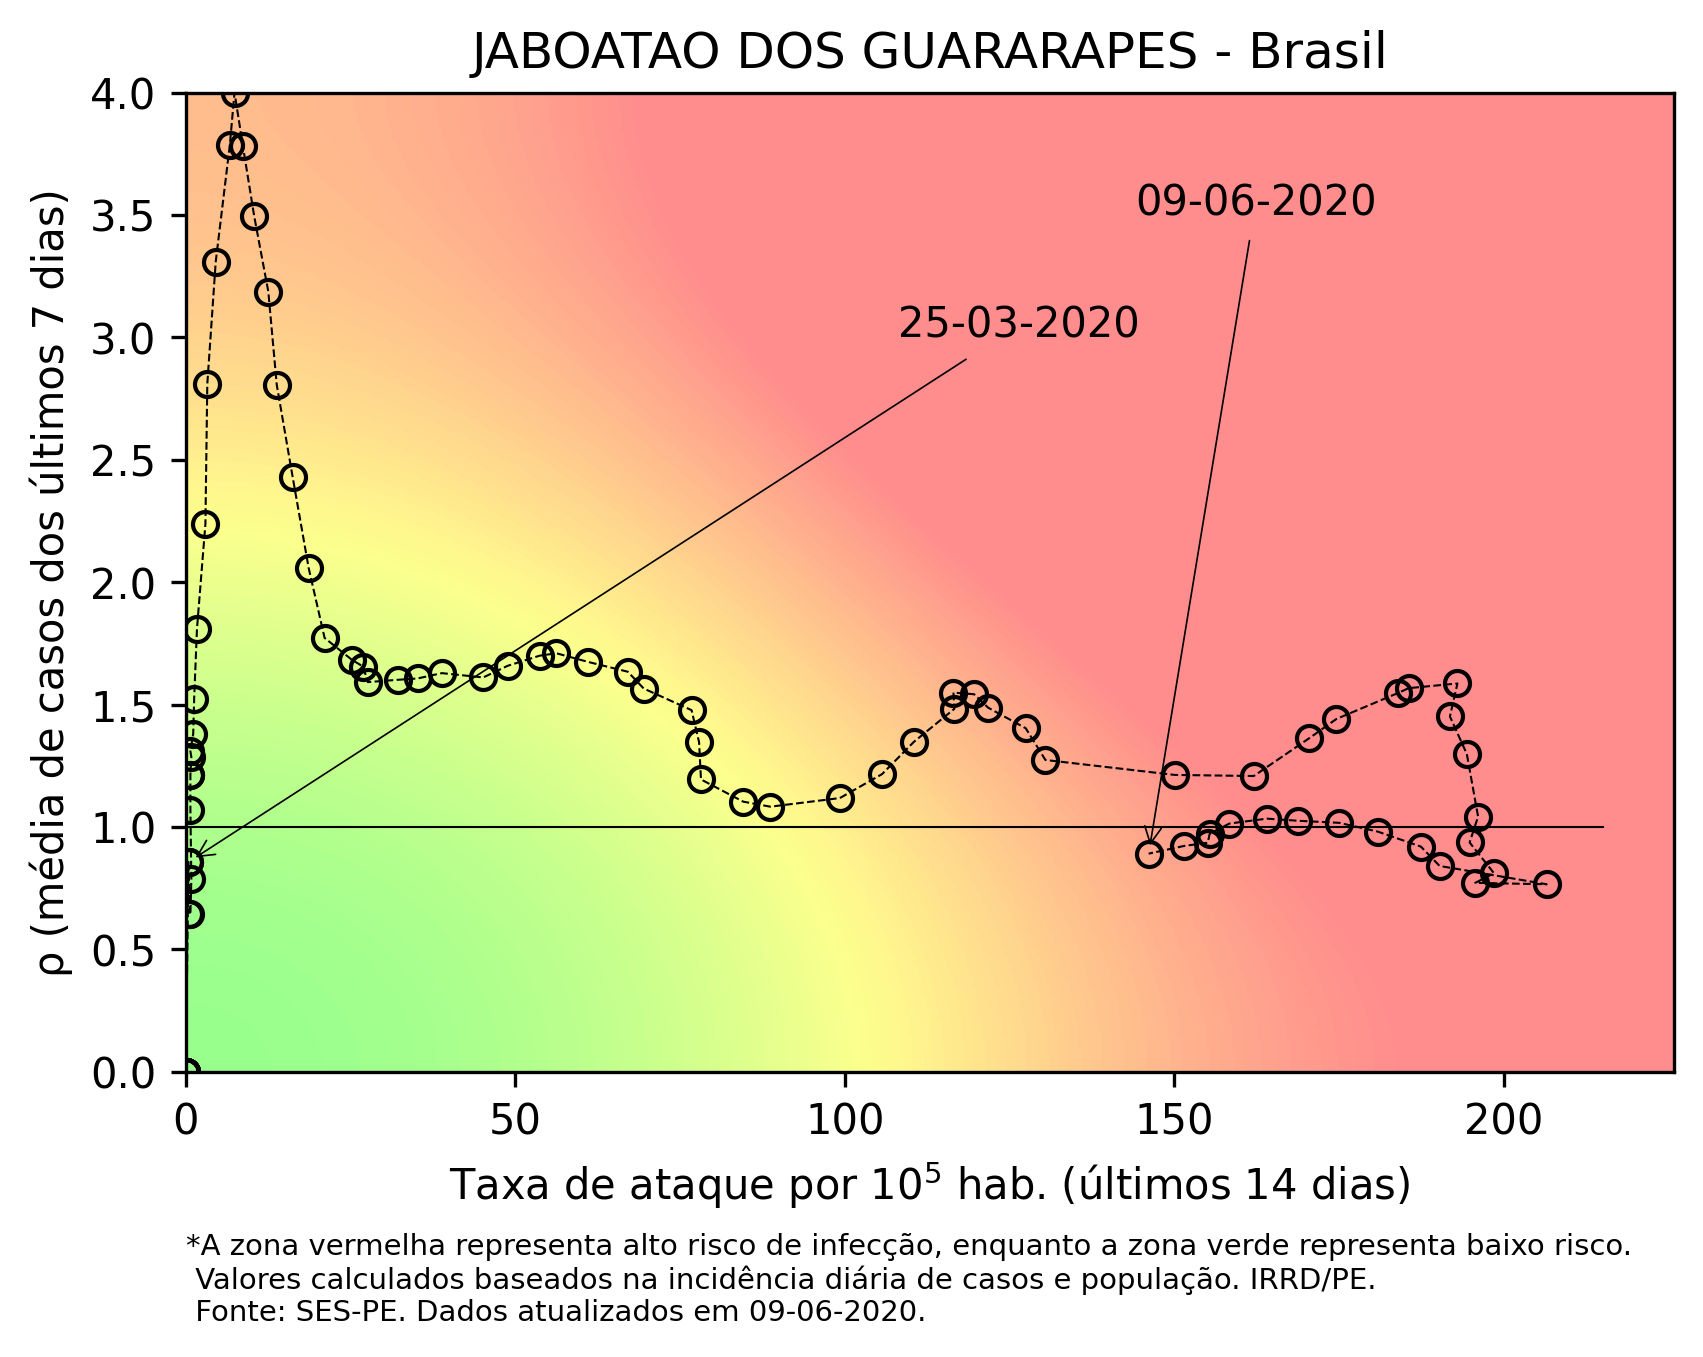 JABOATAO DOS GUARARAPES - Brasil
4.0
3.5
3.0
2.5
2.0
1.5
1.0
0.5
0.0
ρ (média de casos dos últimos 7 dias)
09-06-2020
25-03-2020
0 50 100 150 200
Taxa de ataque por 10⁵ hab. (últimos 14 dias)
*A zona vermelha representa alto risco de infecção, enquanto a zona verde representa baixo risco.
Valores calculados baseados na incidência diária de casos e população. IRRD/PE.
Fonte: SES-PE. Dados atualizados em 09-06-2020.